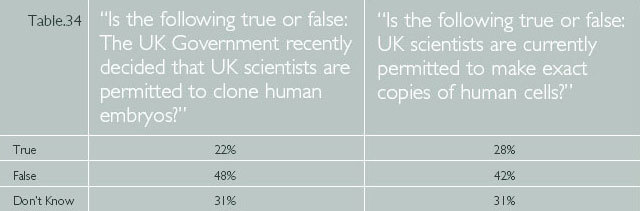 Table.34
“Is the following true or false:
The UK Government recently
decided that UK scientists are
permitted to clone human
embryos?”
“Is the following true or false:
UK scientists are currently
permitted to make exact
copies of human cells?”
True 22% 28%
False 48% 42%
Don't Know 31% 31%